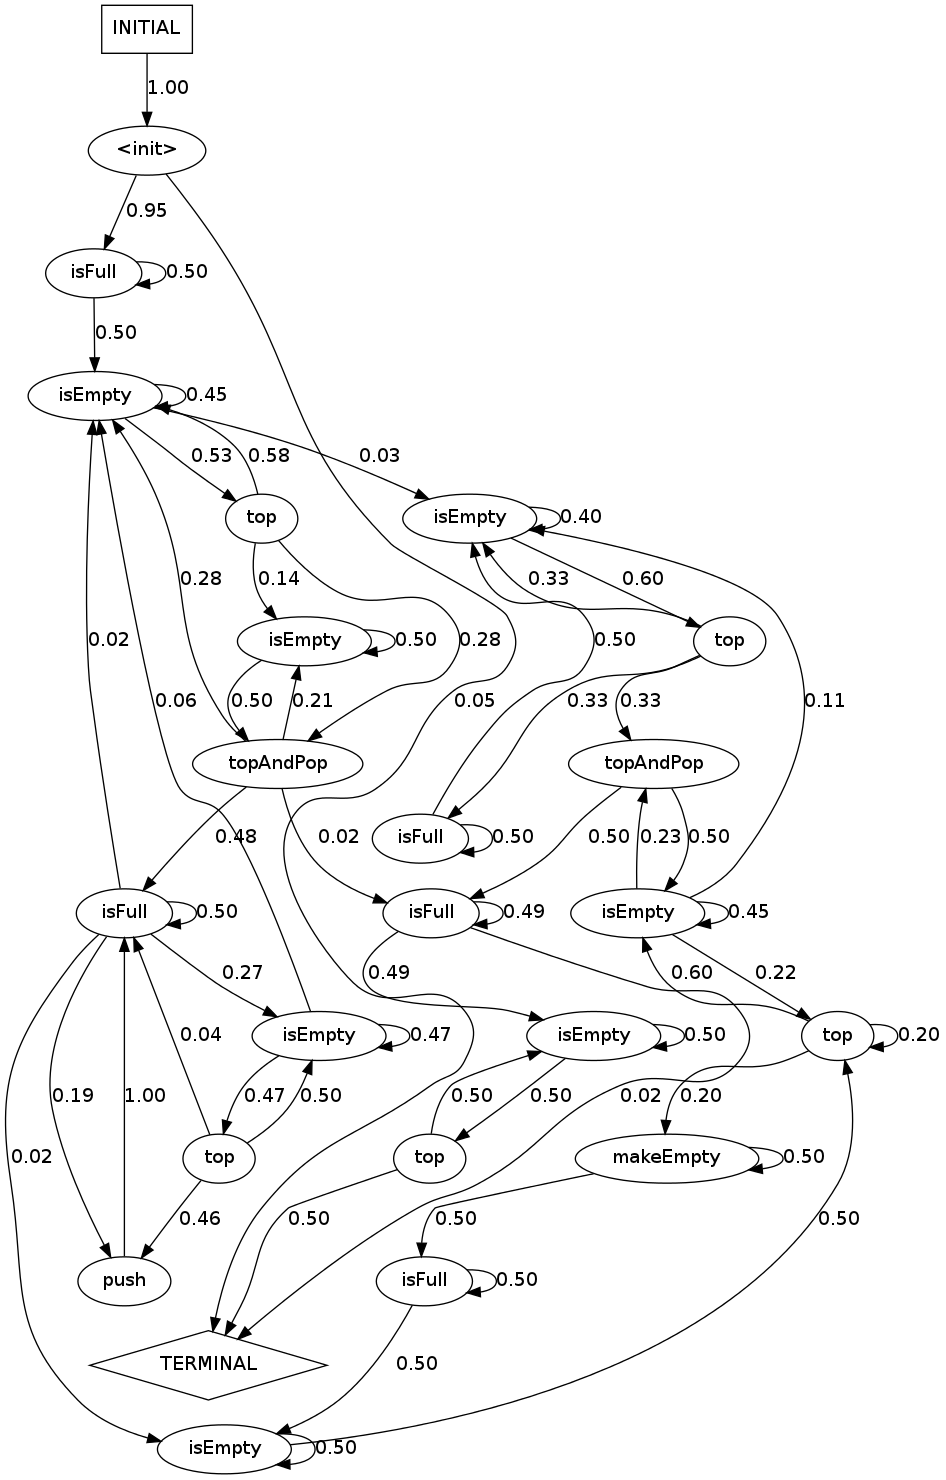 INITIAL
1.00
<init>
0.95
isFull
0.50
0.50
isEmpty
0.45
0.53
0.58
0.03
top
isEmpty
0.40
0.28
0.14
0.33
0.60
0.02
isEmpty
0.50
0.28
0.50
top
0.06
0.50
0.21
0.05
0.33
0.33
0.11
topAndPop
topAndPop
0.48
0.02
isFull
0.50
0.50
0.23
0.50
isFull
0.50
isFull
0.49
isEmpty
0.45
0.27
0.49
0.60
0.22
0.04
isEmpty
0.47
isEmpty
0.50
top
0.20
0.19
1.00
0.47
0.50
0.50
0.50
0.02
0.20
0.02
top
top
makeEmpty
0.50
0.46
0.50
0.50
0.50
push
isFull
0.50
TERMINAL
0.50
isEmpty
0.50